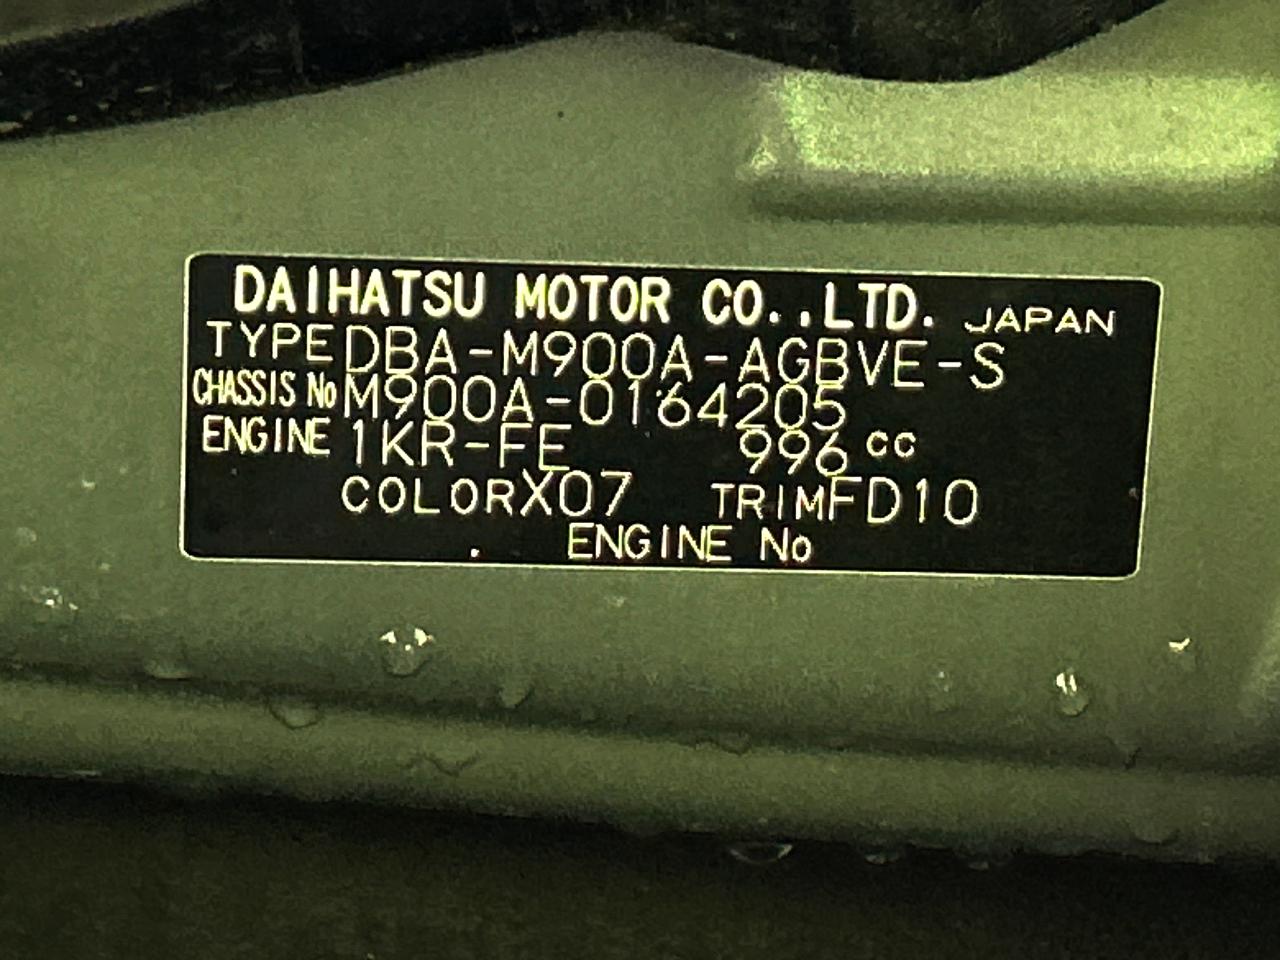 DAIHATSU MOTOR CO.,LTD. JAPAN
TYPE DBA-M900A-AGBVE-S
CHASSIS No M900A-0164205
ENGINE 1KR-FE 996 cc
COLOR X07 TRIM FD10
ENGINE No